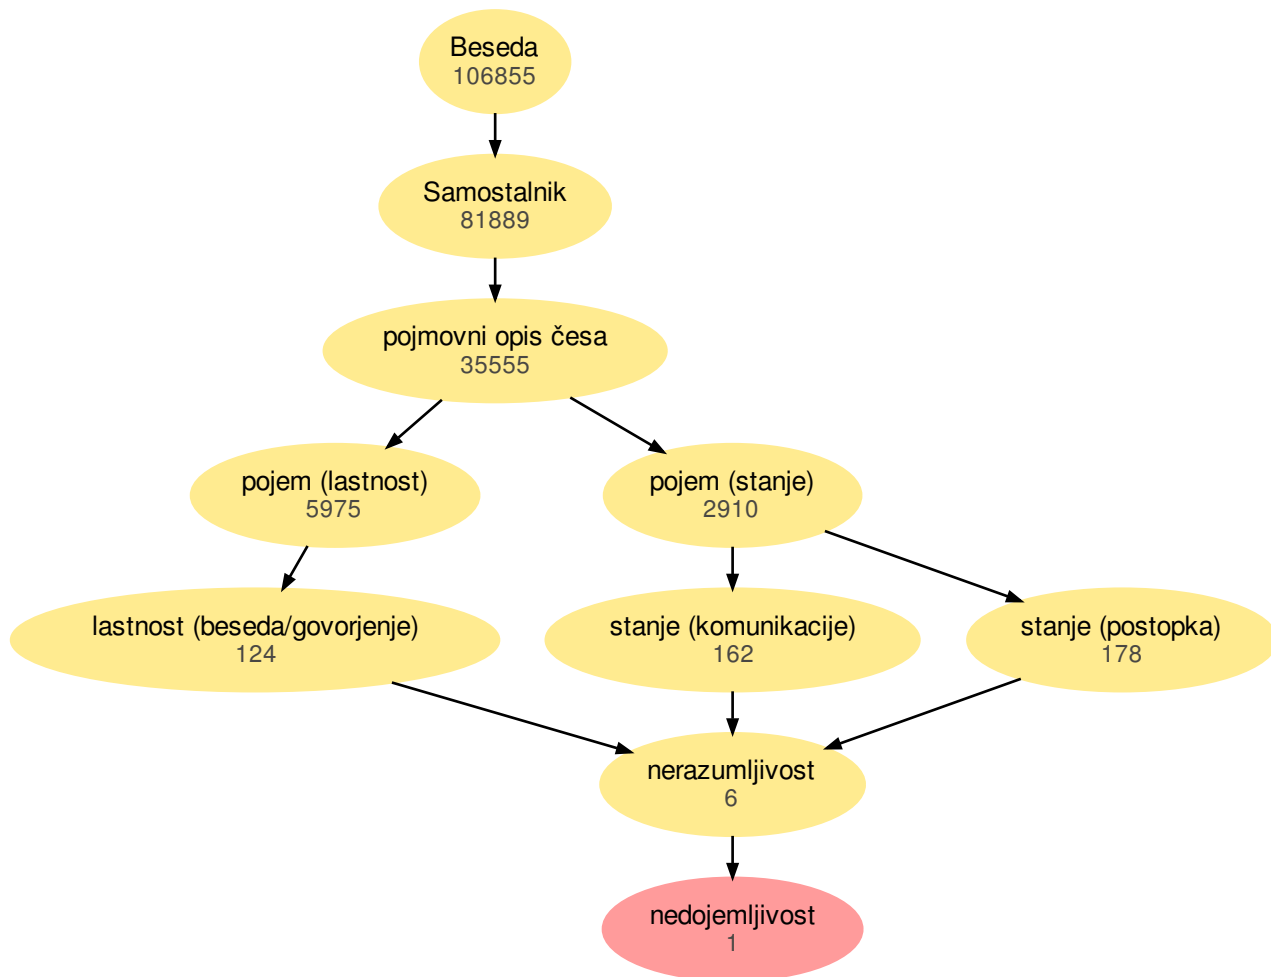 Beseda
106855
Samostalnik
81889
pojmovni opis česa
35555
pojem (lastnost)
5975
pojem (stanje)
2910
lastnost (beseda/govorjenje)
124
stanje (komunikacije)
162
stanje (postopka)
178
nerazumljivost
6
nedojemljivost
1